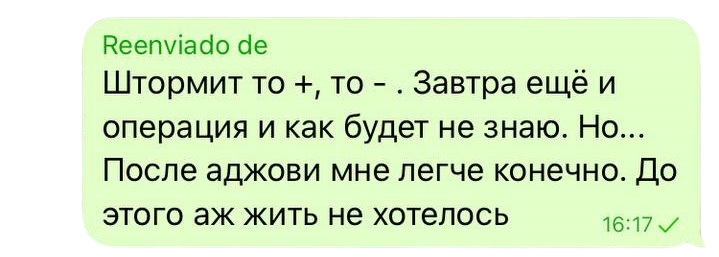 Reenviado de
Штормит то +, то - . Завтра ещё и
операция и как будет не знаю. Но...
После аджови мне легче конечно. До
этого аж жить не хотелось
16:17